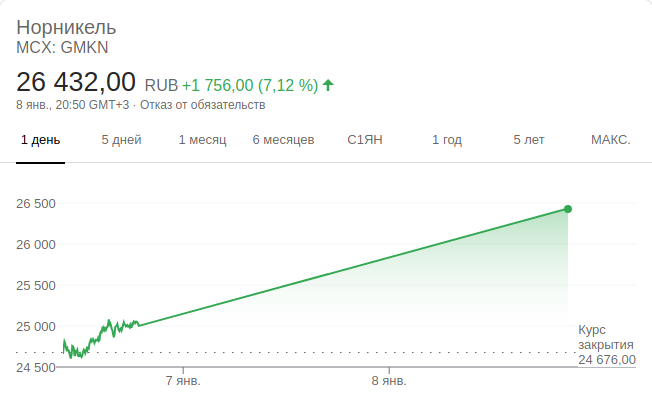 Норникель
MCX: GMKN
26 432,00 RUB +1 756,00 (7,12 %)
8 янв., 20:50 GMT+3 · Отказ от обязательств
1 день 5 дней 1 месяц 6 месяцев С1ЯН 1 год 5 лет МАКС.
26 500
26 000
25 500
25 000
Курс
закрытия
24 676,00
24 500
7 янв. 8 янв.